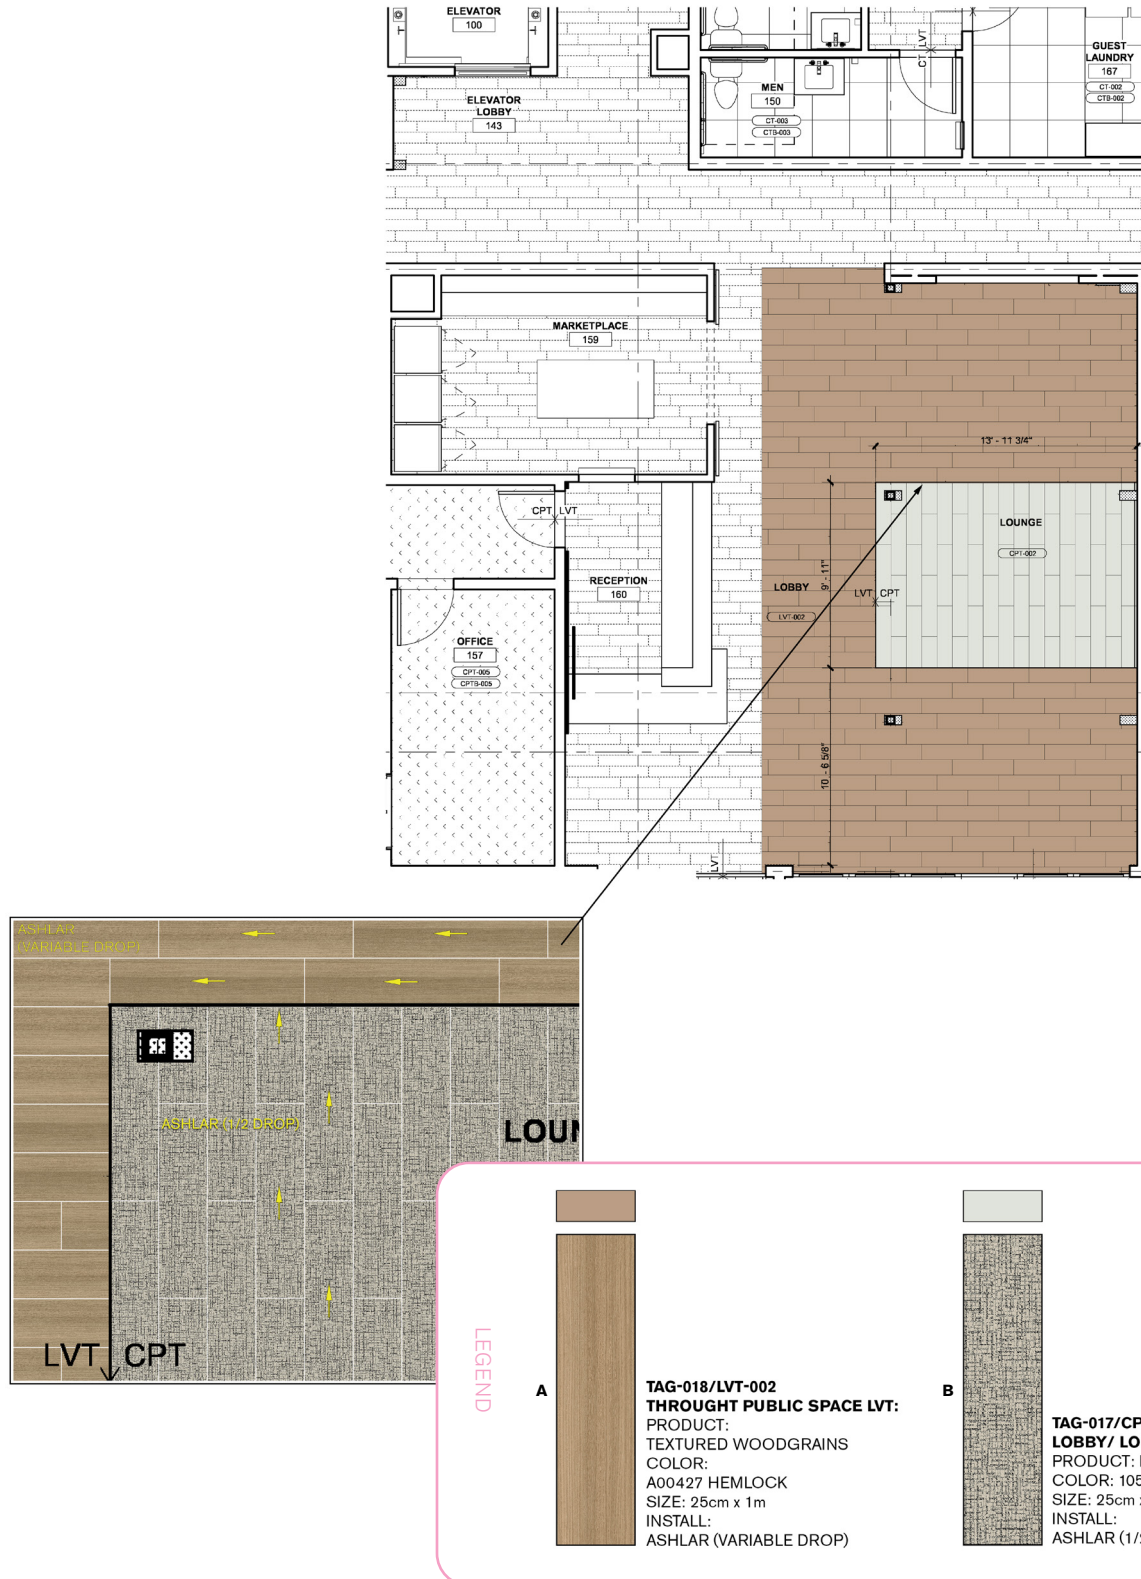 ELEVATOR
100
ELEVATOR
LOBBY
143
MEN
150
CT-003
CTB-003
CT LVT
GUEST
LAUNDRY
167
CT-002
CTB-002
MARKETPLACE
159
13' - 11 3/4"
CPT LVT
RECEPTION
160
LOUNGE
CPT-002
9' - 11"
LOBBY
LVT-002
LVT CPT
OFFICE
157
CPT-005
CPTB-005
10' - 6 5/8"
LVT
ASHLAR
(VARIABLE DROP)
ASHLAR (1/2 DROP)
LOUN
LVT CPT
LEGEND
A
TAG-018/LVT-002
THROUGHT PUBLIC SPACE LVT:
PRODUCT:
TEXTURED WOODGRAINS
COLOR:
A00427 HEMLOCK
SIZE: 25cm x 1m
INSTALL:
ASHLAR (VARIABLE DROP)
B
TAG-017/CP
LOBBY/ LO
PRODUCT:
COLOR: 105
SIZE: 25cm
INSTALL:
ASHLAR (1/